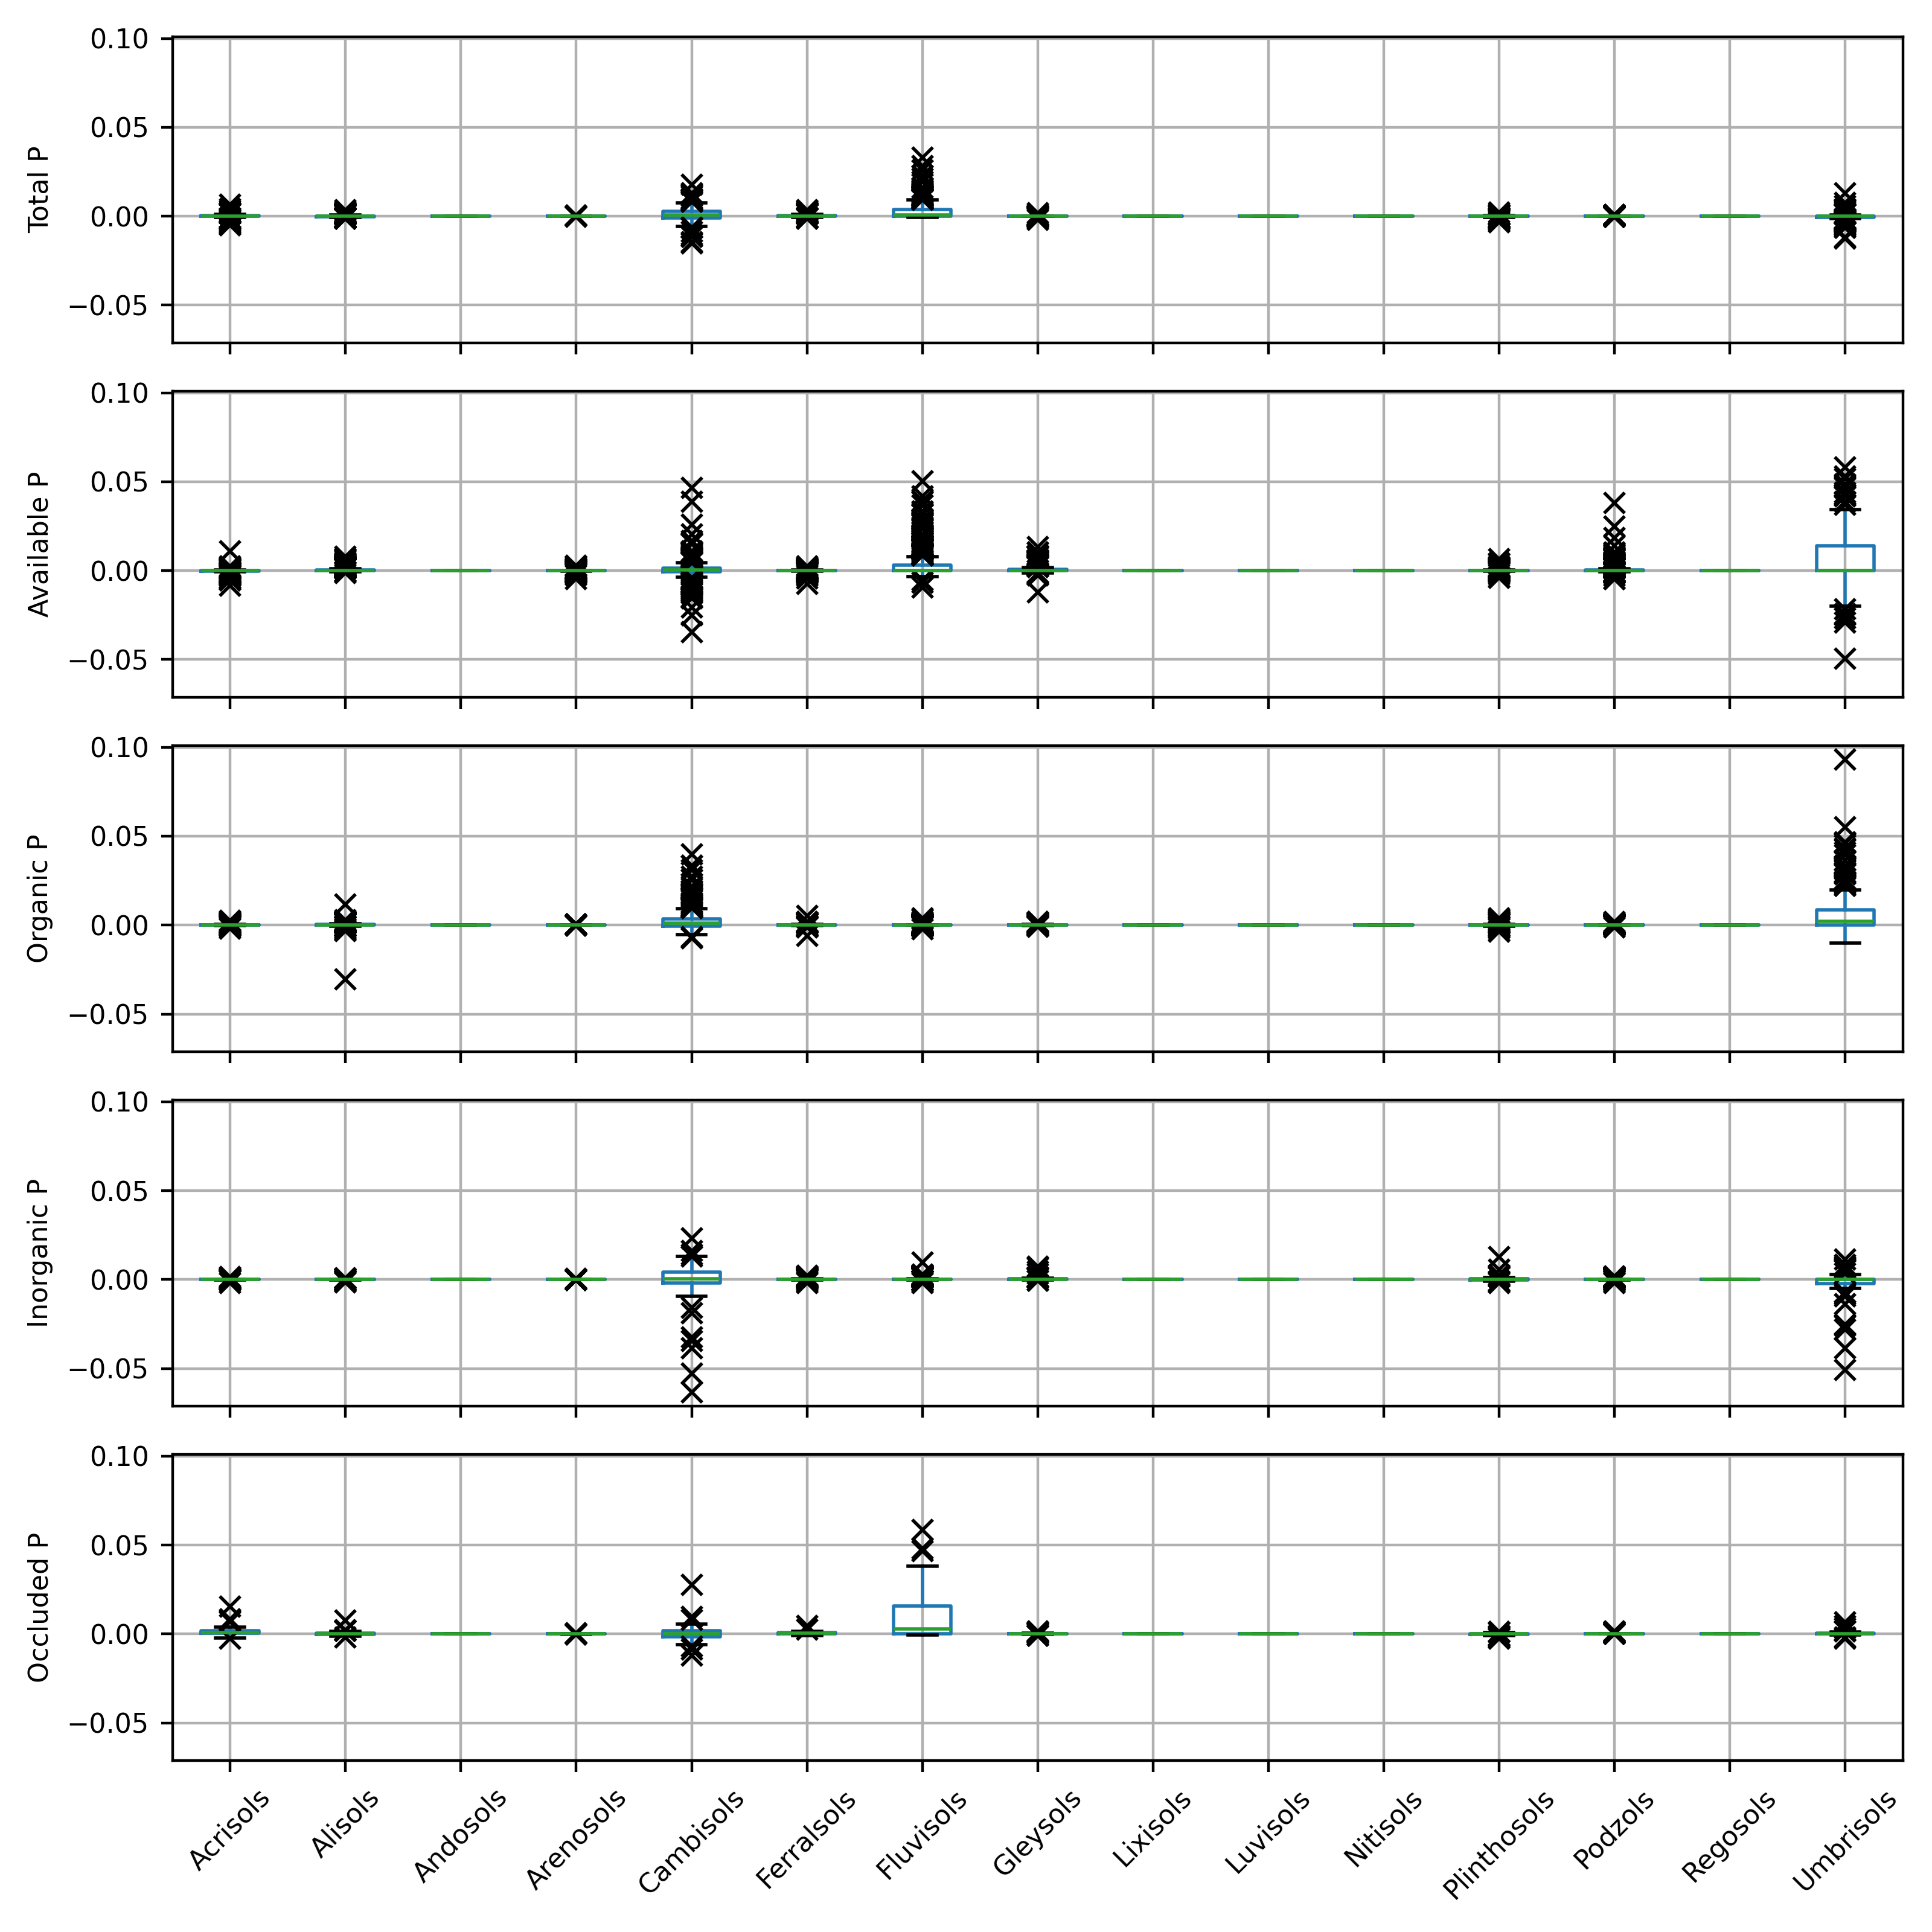 0.10
0.05
0.00
−0.05
Total P
0.10
0.05
0.00
−0.05
Available P
0.10
0.05
0.00
−0.05
Organic P
0.10
0.05
0.00
−0.05
Inorganic P
0.10
0.05
0.00
−0.05
Occluded P
Acrisols
Alisols
Andosols
Arenosols
Cambisols
Ferralsols
Fluvisols
Gleysols
Lixisols
Luvisols
Nitisols
Plinthosols
Podzols
Regosols
Umbrisols